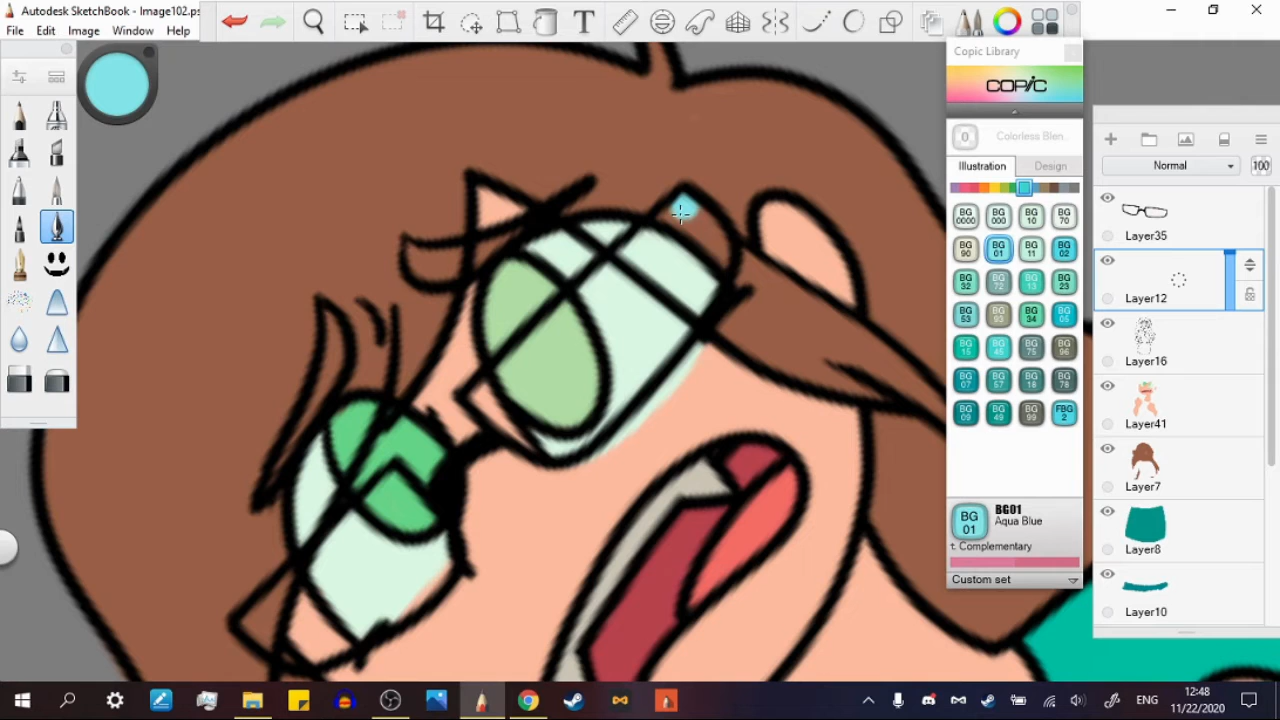 Autodesk SketchBook - Image102.ps
File Edit Image Window Help
T
Copic Library
COPIC
0 Colorless Blen...
Illustration Design
BG 0000 BG 000 BG 10 BG 70
BG 90 BG 01 BG 11 BG 02
BG 32 BG 72 BG 13 BG 23
BG 53 BG 93 BG 34 BG 05
BG 15 BG 45 BG 75 BG 96
BG 07 BG 57 BG 18 BG 78
BG 09 BG 49 BG 99 FBG 2
BG 01 BG01
Aqua Blue
t. Complementary
Custom set
Normal 100
Layer35
Layer12
Layer16
Layer41
Layer7
Layer8
Layer10
ENG
12:48
11/22/2020